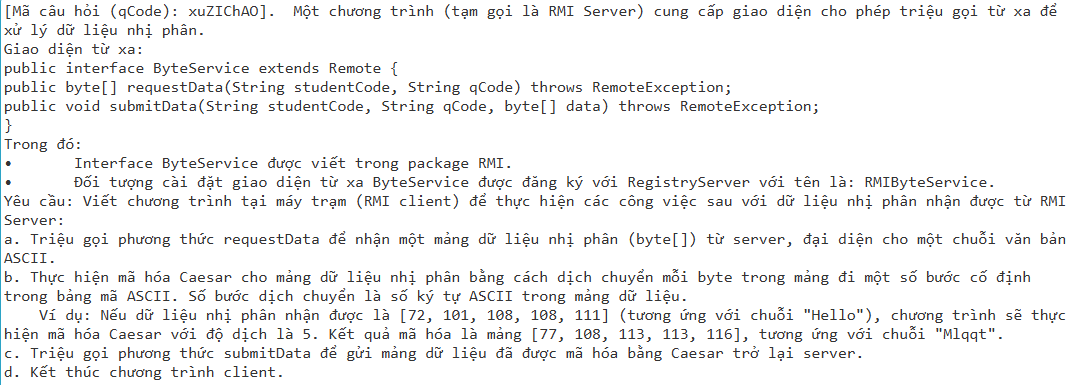 [Mã câu hỏi (qCode): xuZIChAO].  Một chương trình (tạm gọi là RMI Server) cung cấp giao diện cho phép triệu gọi từ xa để
xử lý dữ liệu nhị phân.
Giao diện từ xa:
public interface ByteService extends Remote {
public byte[] requestData(String studentCode, String qCode) throws RemoteException;
public void submitData(String studentCode, String qCode, byte[] data) throws RemoteException;
}
Trong đó:
•	Interface ByteService được viết trong package RMI.
•	Đối tượng cài đặt giao diện từ xa ByteService được đăng ký với RegistryServer với tên là: RMIByteService.
Yêu cầu: Viết chương trình tại máy trạm (RMI client) để thực hiện các công việc sau với dữ liệu nhị phân nhận được từ RMI
Server:
a. Triệu gọi phương thức requestData để nhận một mảng dữ liệu nhị phân (byte[]) từ server, đại diện cho một chuỗi văn bản
ASCII.
b. Thực hiện mã hóa Caesar cho mảng dữ liệu nhị phân bằng cách dịch chuyển mỗi byte trong mảng đi một số bước cố định
trong bảng mã ASCII. Số bước dịch chuyển là số ký tự ASCII trong mảng dữ liệu.
    Ví dụ: Nếu dữ liệu nhị phân nhận được là [72, 101, 108, 108, 111] (tương ứng với chuỗi "Hello"), chương trình sẽ thực
hiện mã hóa Caesar với độ dịch là 5. Kết quả mã hóa là mảng [77, 108, 113, 113, 116], tương ứng với chuỗi "Mlqqt".
c. Triệu gọi phương thức submitData để gửi mảng dữ liệu đã được mã hóa bằng Caesar trở lại server.
d. Kết thúc chương trình client.